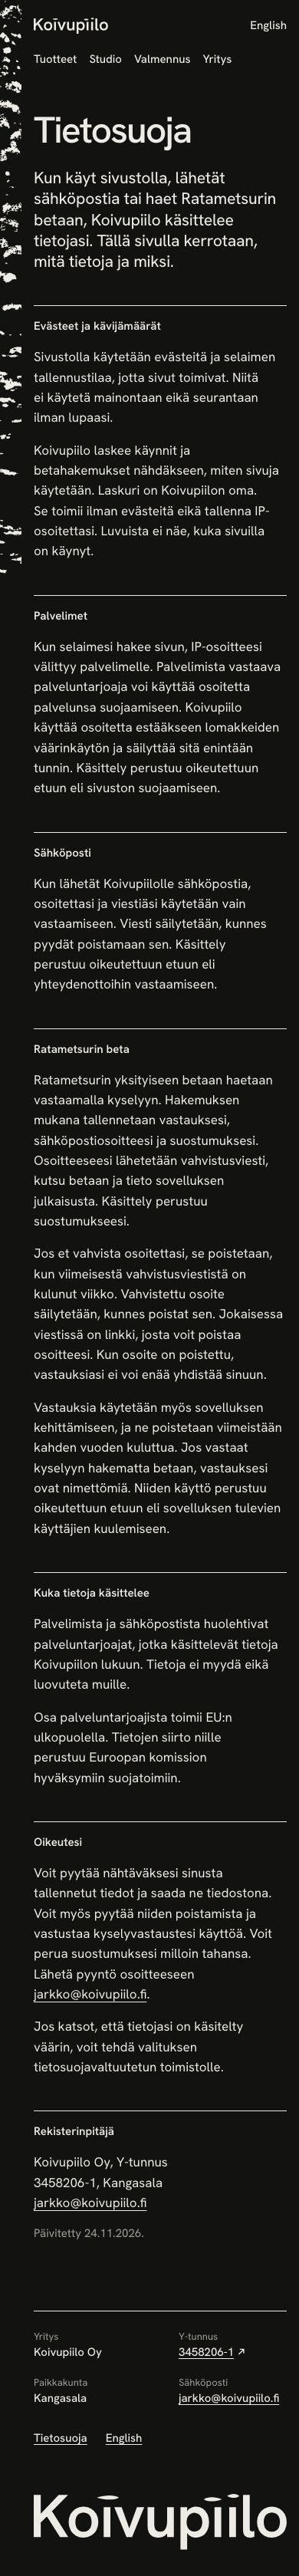 Koivupiilo
English
Tuotteet Studio Valmennus Yritys
Tietosuoja
Kun käyt sivustolla, lähetät
sähköpostia tai haet Ratametsurin
betaan, Koivupiilo käsittelee
tietojasi. Tällä sivulla kerrotaan,
mitä tietoja ja miksi.
Evästeet ja kävijämäärät
Sivustolla käytetään evästeitä ja selaimen
tallennustilaa, jotta sivut toimivat. Niitä
ei käytetä mainontaan eikä seurantaan
ilman lupaasi.
Koivupiilo laskee käynnit ja
betahakemukset nähdäkseen, miten sivuja
käytetään. Laskuri on Koivupiilon oma.
Se toimii ilman evästeitä eikä tallenna IP-
osoitettasi. Luvuista ei näe, kuka sivuilla
on käynyt.
Palvelimet
Kun selaimesi hakee sivun, IP-osoitteesi
välittyy palvelimelle. Palvelimista vastaava
palveluntarjoaja voi käyttää osoitetta
palvelunsa suojaamiseen. Koivupiilo
käyttää osoitetta estääkseen lomakkeiden
väärinkäytön ja säilyttää sitä enintään
tunnin. Käsittely perustuu oikeutettuun
etuun eli sivuston suojaamiseen.
Sähköposti
Kun lähetät Koivupiilolle sähköpostia,
osoitettasi ja viestiäsi käytetään vain
vastaamiseen. Viesti säilytetään, kunnes
pyydät poistamaan sen. Käsittely
perustuu oikeutettuun etuun eli
yhteydenottoihin vastaamiseen.
Ratametsurin beta
Ratametsurin yksityiseen betaan haetaan
vastaamalla kyselyyn. Hakemuksen
mukana tallennetaan vastauksesi,
sähköpostiosoitteesi ja suostumuksesi.
Osoitteeseesi lähetetään vahvistusviesti,
kutsu betaan ja tieto sovelluksen
julkaisusta. Käsittely perustuu
suostumukseesi.
Jos et vahvista osoitettasi, se poistetaan,
kun viimeisestä vahvistusviestistä on
kulunut viikko. Vahvistettu osoite
säilytetään, kunnes poistat sen. Jokaisessa
viestissä on linkki, josta voit poistaa
osoitteesi. Kun osoite on poistettu,
vastauksiasi ei voi enää yhdistää sinuun.
Vastauksia käytetään myös sovelluksen
kehittämiseen, ja ne poistetaan viimeistään
kahden vuoden kuluttua. Jos vastaat
kyselyyn hakematta betaan, vastauksesi
ovat nimettömiä. Niiden käyttö perustuu
oikeutettuun etuun eli sovelluksen tulevien
käyttäjien kuulemiseen.
Kuka tietoja käsittelee
Palvelimista ja sähköpostista huolehtivat
palveluntarjoajat, jotka käsittelevät tietoja
Koivupiilon lukuun. Tietoja ei myydä eikä
luovuteta muille.
Osa palveluntarjoajista toimii EU:n
ulkopuolella. Tietojen siirto niille
perustuu Euroopan komission
hyväksymiin suojatoimiin.
Oikeutesi
Voit pyytää nähtäväksesi sinusta
tallennetut tiedot ja saada ne tiedostona.
Voit myös pyytää niiden poistamista ja
vastustaa kyselyvastaustesi käyttöä. Voit
perua suostumuksesi milloin tahansa.
Lähetä pyyntö osoitteeseen
jarkko@koivupiilo.fi.
Jos katsot, että tietojasi on käsitelty
väärin, voit tehdä valituksen
tietosuojavaltuutetun toimistolle.
Rekisterinpitäjä
Koivupiilo Oy, Y-tunnus
3458206-1, Kangasala
jarkko@koivupiilo.fi
Päivitetty 24.11.2026.
Yritys
Koivupiilo Oy
Y-tunnus
3458206-1 ↗
Paikkakunta
Kangasala
Sähköposti
jarkko@koivupiilo.fi
Tietosuoja English
Koivupiilo